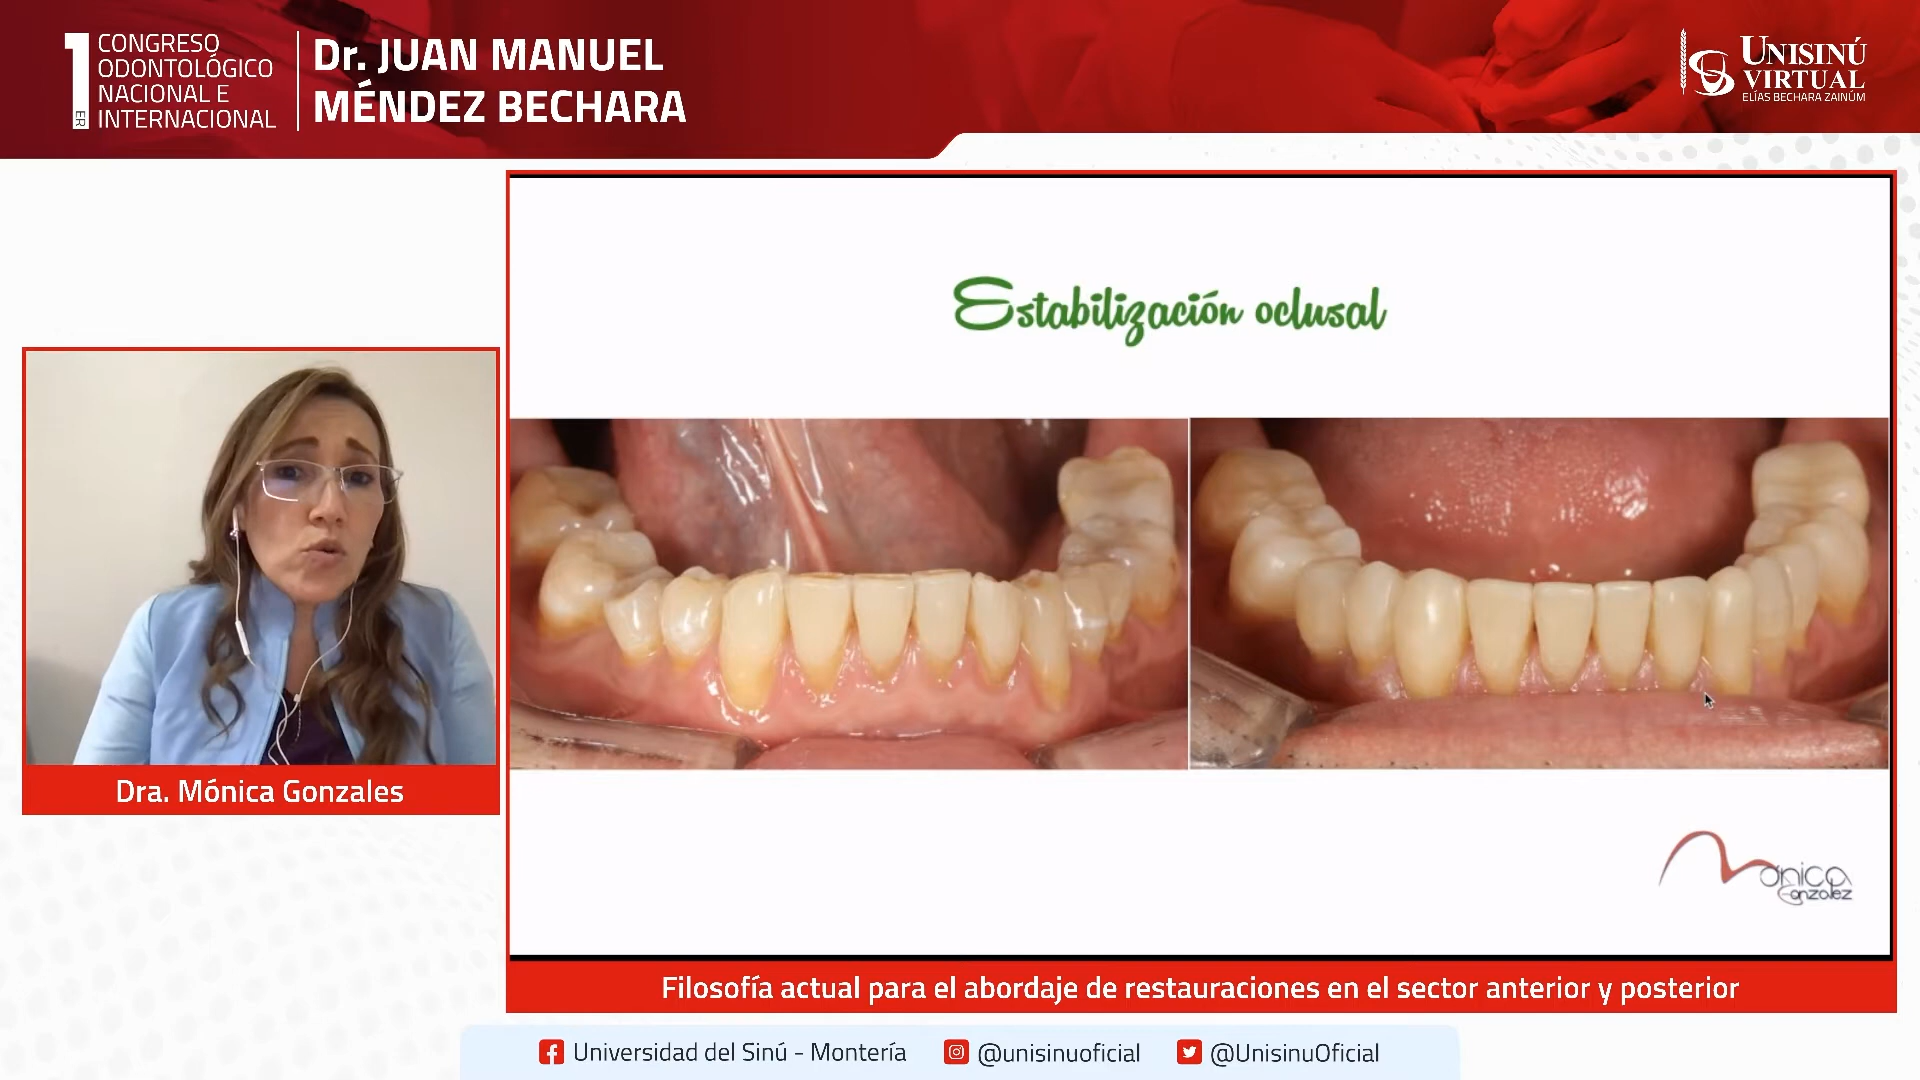 1ER
CONGRESO
ODONTOLÓGICO
NACIONAL E
INTERNACIONAL
Dr. JUAN MANUEL
MÉNDEZ BECHARA
UNISINÚ
VIRTUAL
ELÍAS BECHARA ZAINÚM
Estabilización oclusal
Dra. Mónica Gonzales
Mónica
Gonzalez
Filosofía actual para el abordaje de restauraciones en el sector anterior y posterior
Universidad del Sinú - Montería
@unisinuoficial
@UnisinuOficial